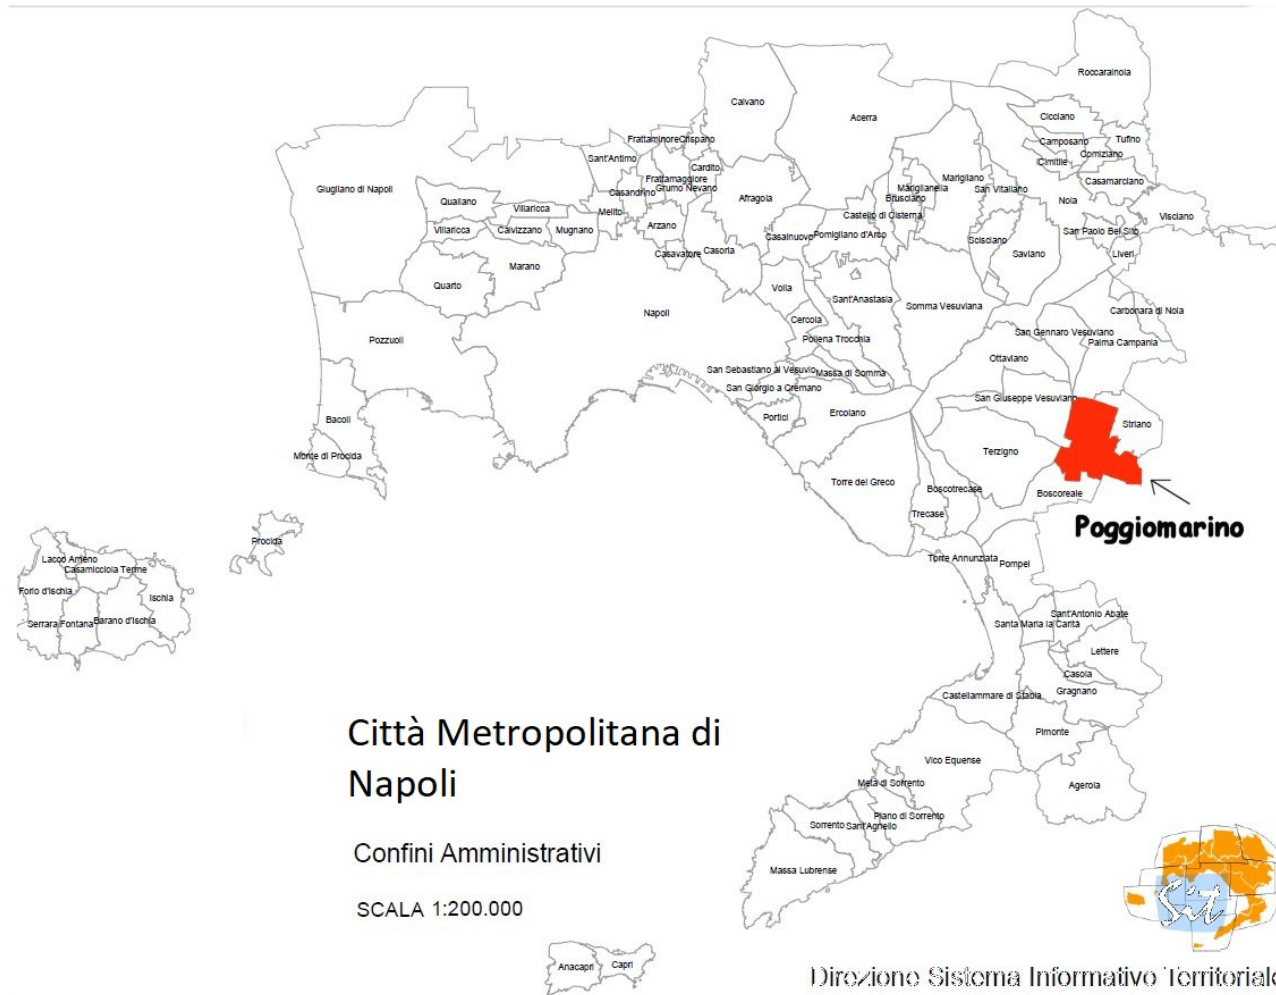 Roccarainola
Caivano
Acerra
Cicciano
Frattaminore
Crispano
Camposano
Tufino
Sant'Antimo
Cimitile
Comiziano
Cardito
Giugliano di Napoli
Frattamaggiore
Marigliano
Casamarciano
Casandrino
Grumo Nevano
Mariglianella
San Vitaliano
Qualiano
Afragola
Brusciano
Nola
Villaricca
Melito
Castello di Cisterna
Visciano
Villaricca
Calvizzano
Mugnano
Arzano
Casalnuovo
Pomigliano d'Arco
San Paolo Bel Sito
Scisciano
Casavatore
Casoria
Saviano
Liveri
Marano
Quarto
Volla
Sant'Anastasia
Somma Vesuviana
Carbonara di Nola
Napoli
Cercola
San Gennaro Vesuviano
Pozzuoli
Pollena Trocchia
Palma Campania
Ottaviano
San Sebastiano al Vesuvio
Massa di Somma
San Giorgio a Cremano
San Giuseppe Vesuviano
Bacoli
Portici
Ercolano
Striano
Monte di Procida
Terzigno
Torre del Greco
Boscotrecase
Boscoreale
Trecase
Poggiomarino
Procida
Lacco Ameno
Casamicciola Terme
Torre Annunziata
Pompei
Forio d'Ischia
Ischia
Serrara Fontana
Barano d'Ischia
Sant'Antonio Abate
Santa Maria la Carità
Lettere
Casola
Castellammare di Stabia
Gragnano
Città Metropolitana di
Napoli
Pimonte
Vico Equense
Meta di Sorrento
Agerola
Piano di Sorrento
Sorrento
Sant'Agnello
Confini Amministrativi
Massa Lubrense
SCALA 1:200.000
Sit
Anacapri
Capri
Direzione Sistema Informativo Territoriale